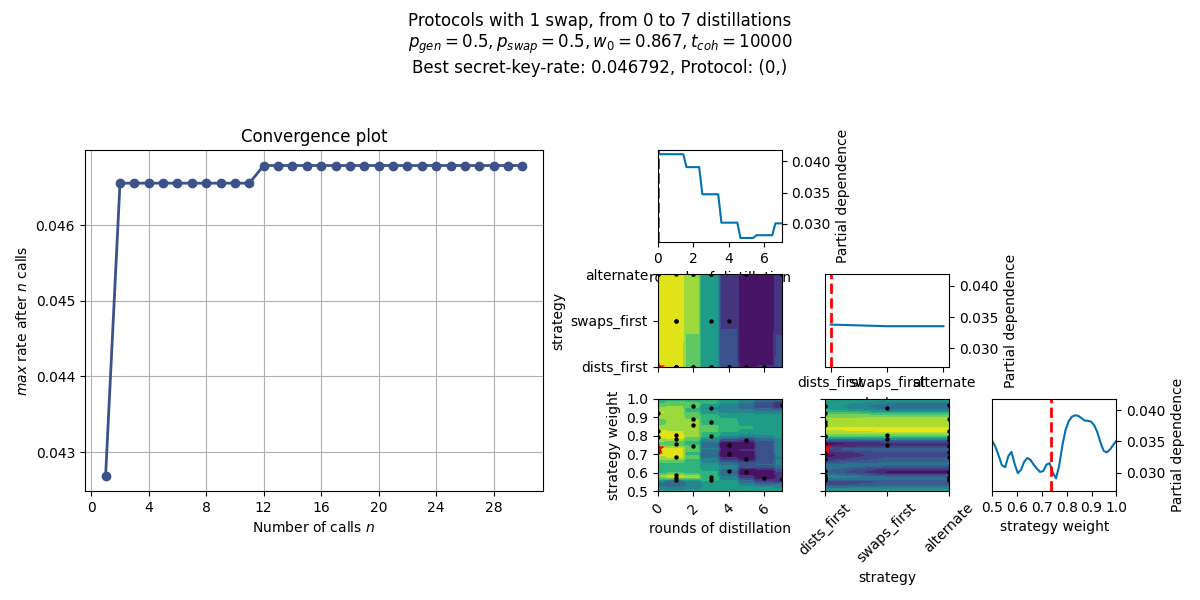 Protocols with 1 swap, from 0 to 7 distillations
p_gen = 0.5, p_swap = 0.5, w_0 = 0.867, t_coh = 10000
Best secret-key-rate: 0.046792, Protocol: (0,)
Convergence plot
max rate after n calls
0.046
0.045
0.044
0.043
0 4 8 12 16 20 24 28
Number of calls n
0.040
0.035
0.030
Partial dependence
0 2 4 6
strategy
alternate
swaps_first
dists_first
0.040
0.035
0.030
Partial dependence
dists_first swaps_first alternate
strategy weight
1.0
0.9
0.8
0.7
0.6
0.5
0 2 4 6
rounds of distillation
dists_first
swaps_first
alternate
strategy
0.040
0.035
0.030
Partial dependence
0.5 0.6 0.7 0.8 0.9 1.0
strategy weight